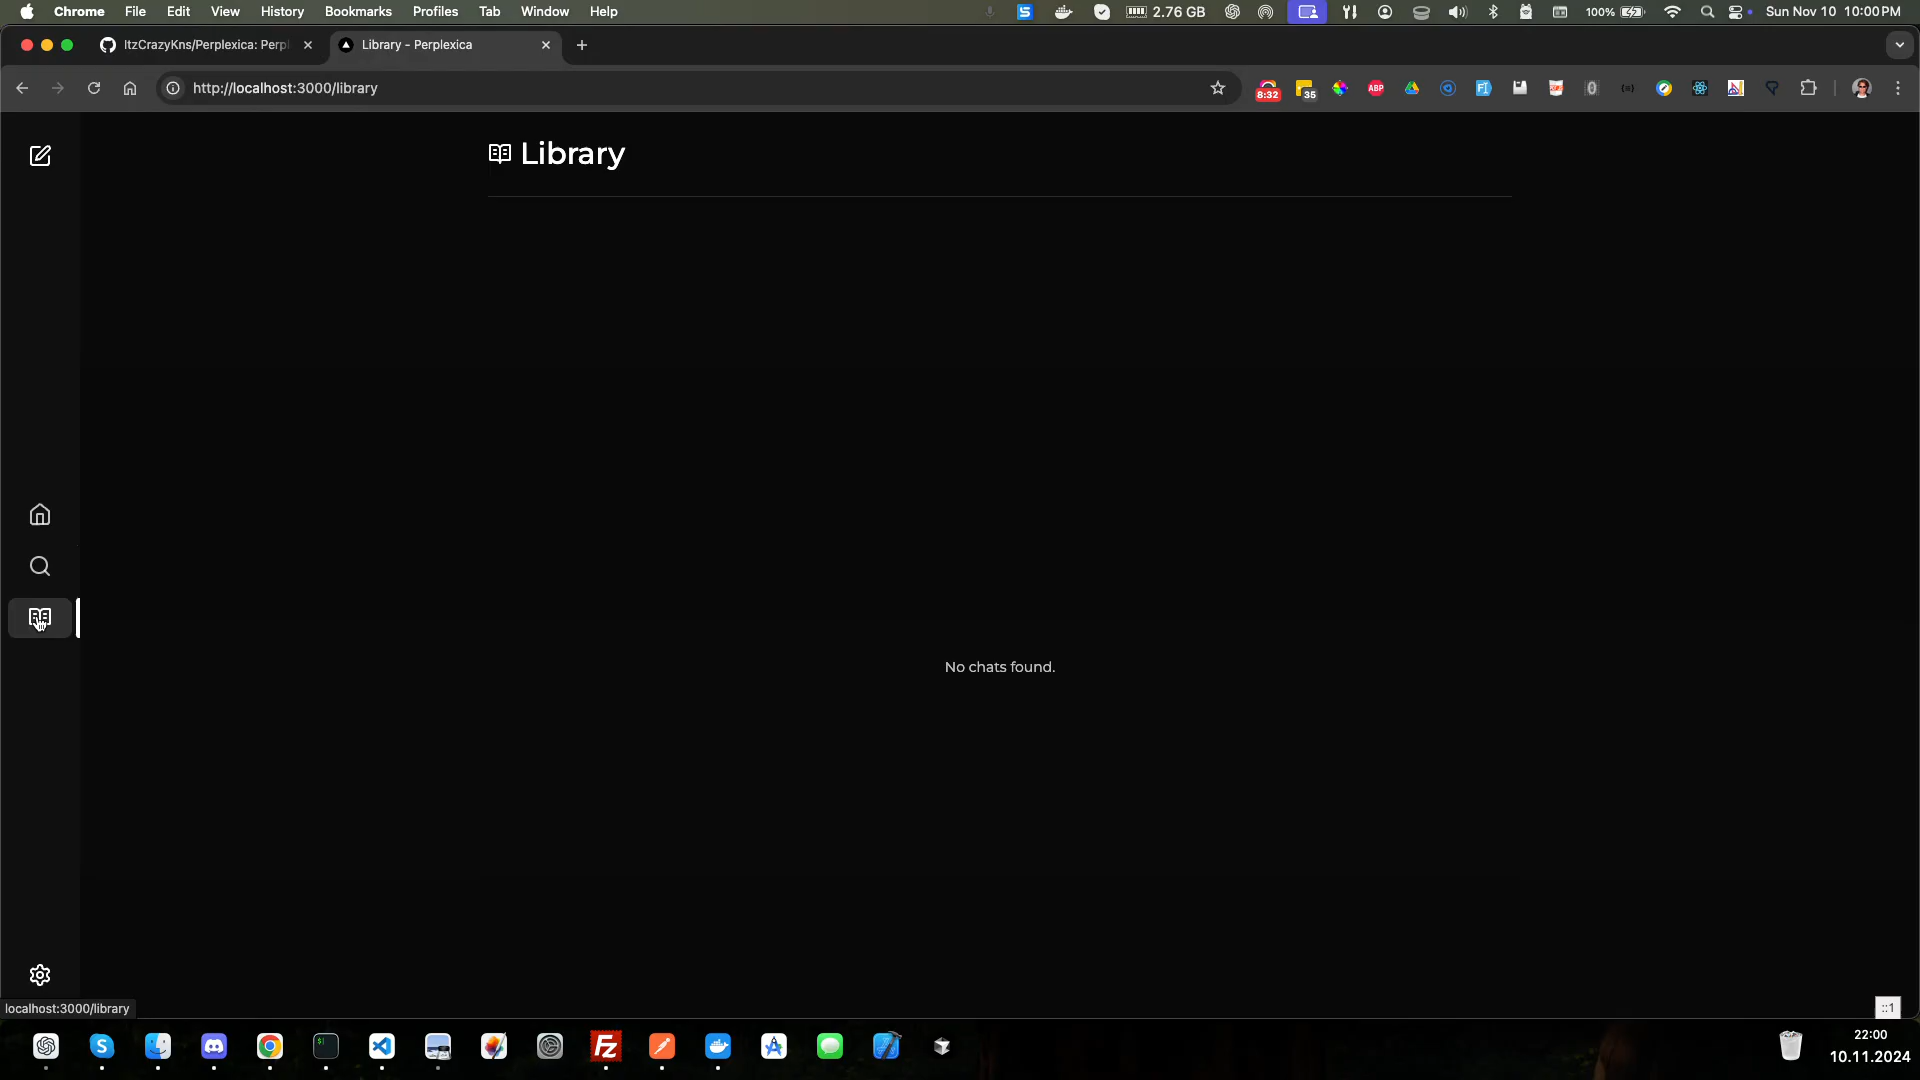 Chrome File Edit View History Bookmarks Profiles Tab Window Help
2.76 GB
100%
Sun Nov 10 10:00 PM
ItzCrazyKns/Perplexica: Perpl
Library - Perplexica
http://localhost:3000/library
8:32
35
ABP
Library
No chats found.
localhost:3000/library
::1
22:00
10.11.2024